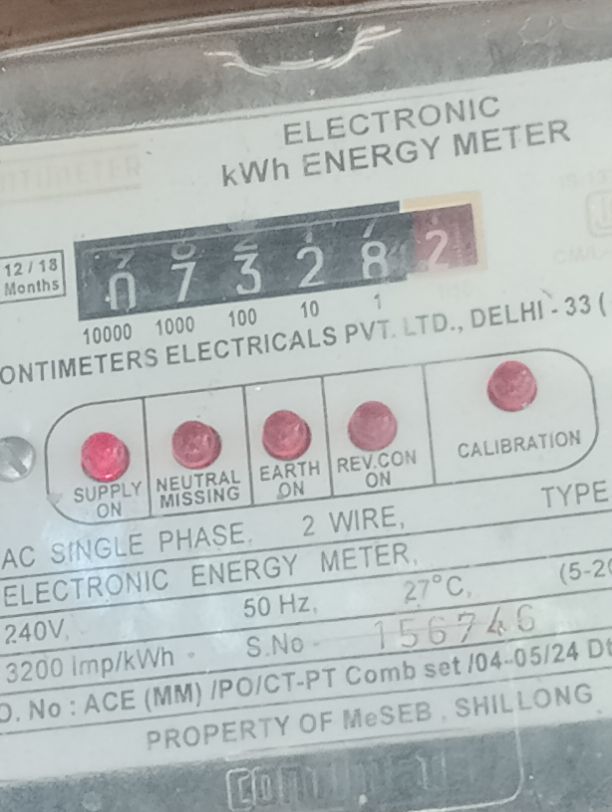 ELECTRONIC
kWh ENERGY METER
12 / 18
Months
0 7 3 2 8 2
10000 1000 100 10 1
ONTIMETERS ELECTRICALS PVT. LTD., DELHI - 33 (
SUPPLY ON
NEUTRAL MISSING
EARTH ON
REV.CON ON
CALIBRATION
AC SINGLE PHASE, 2 WIRE, TYPE
ELECTRONIC ENERGY METER,
240V, 50 Hz, 27°C, (5-20
3200 Imp/kWh - S.No - 156746
O. No : ACE (MM) /PO/CT-PT Comb set /04-05/24 Dt
PROPERTY OF MeSEB , SHILLONG